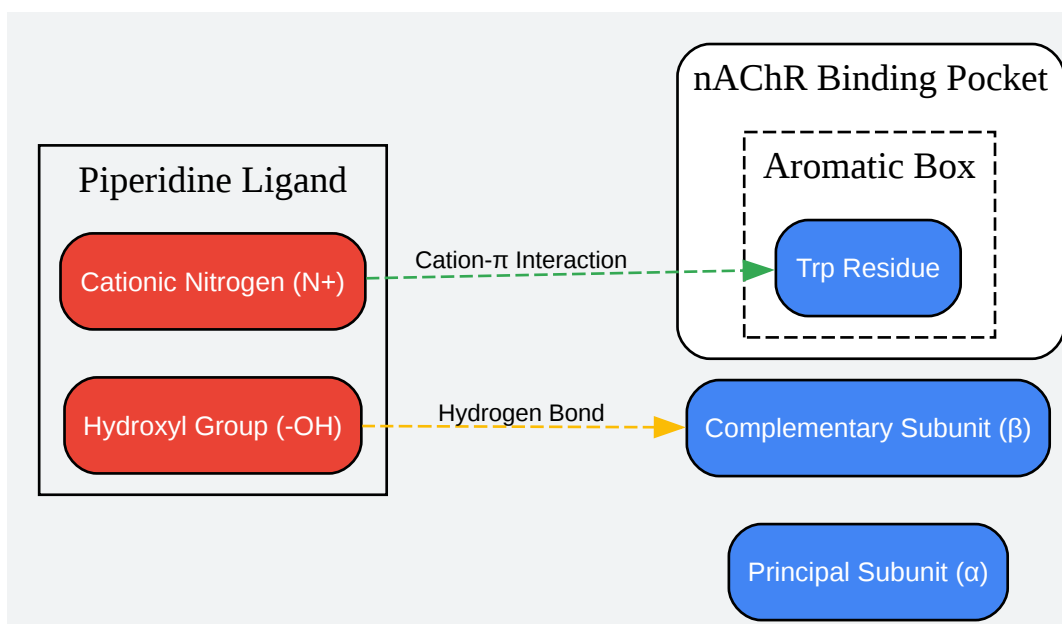 nAChR Binding Pocket
Piperidine Ligand
Aromatic Box
Cationic Nitrogen (N+)
Cation-π Interaction
Trp Residue
Hydroxyl Group (-OH)
Hydrogen Bond
Complementary Subunit (β)
Principal Subunit (α)